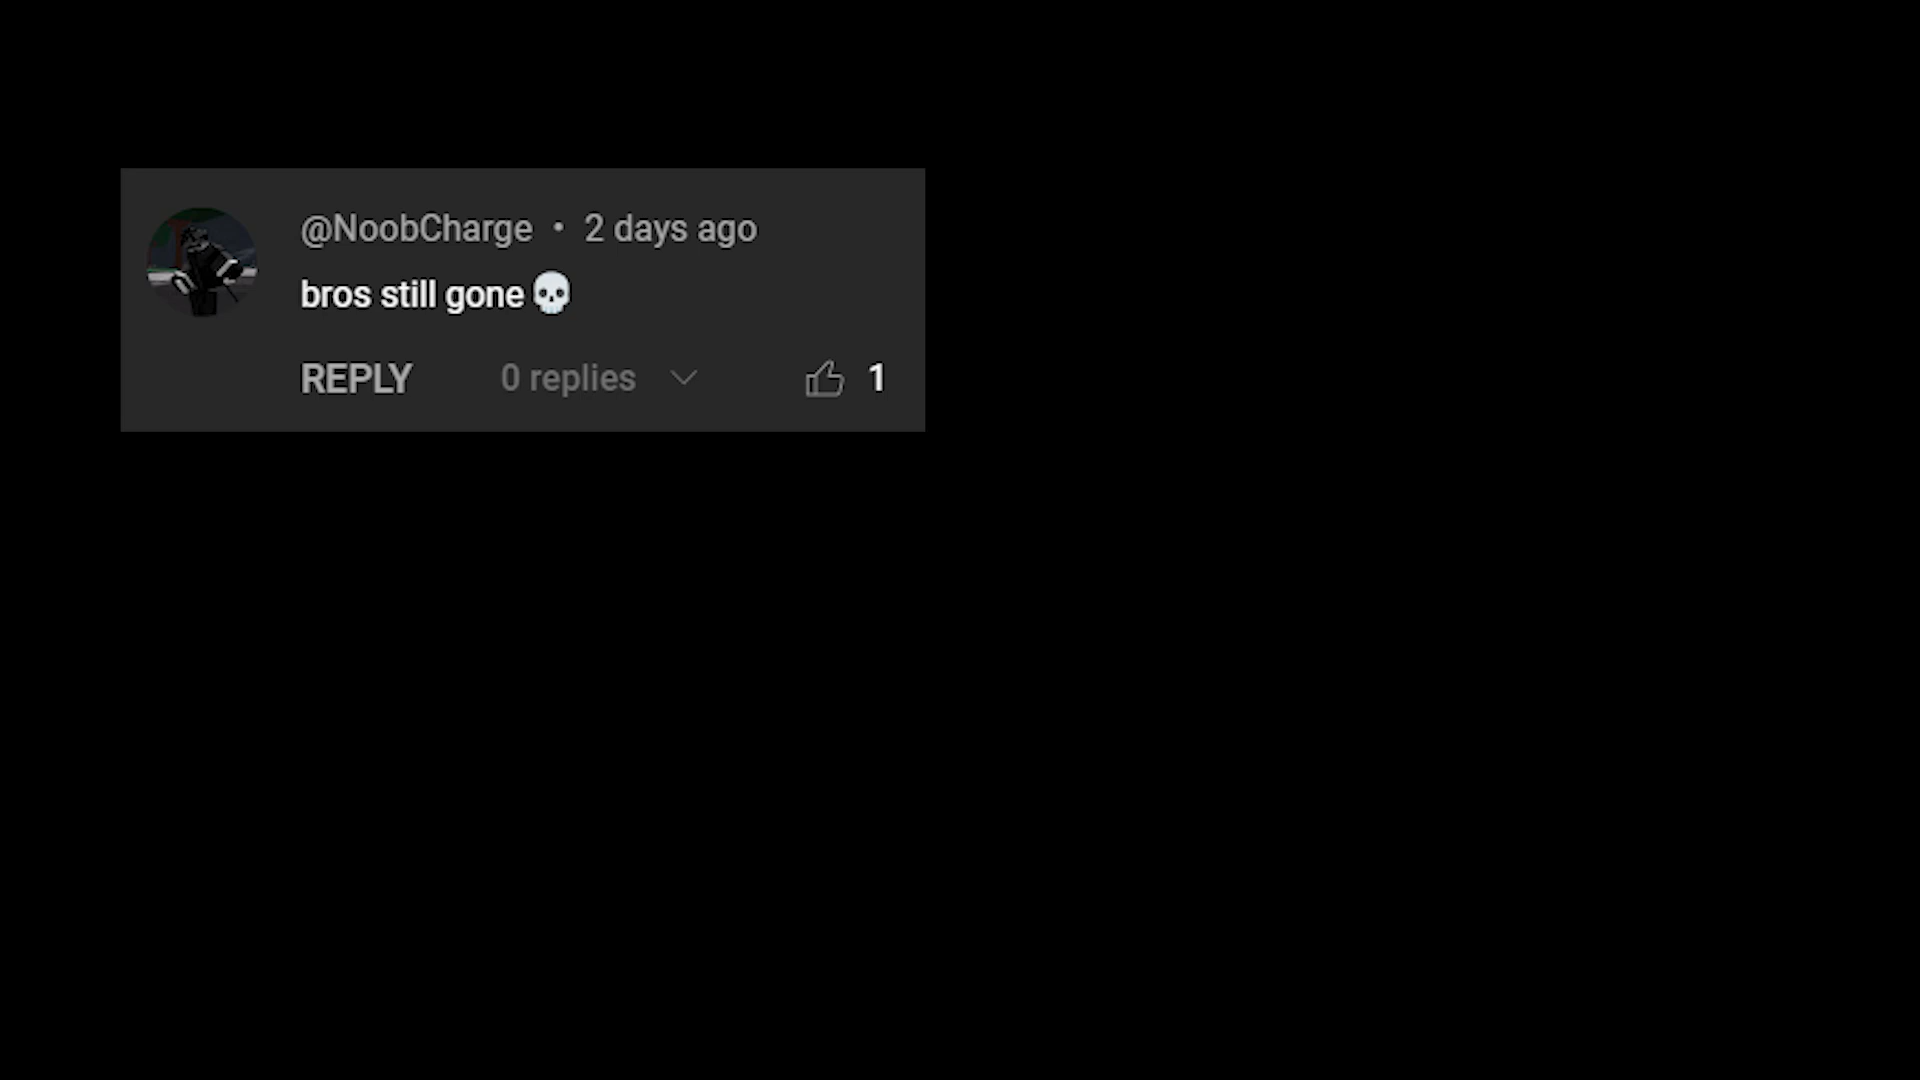 @NoobCharge • 2 days ago
bros still gone 💀
REPLY 0 replies 1